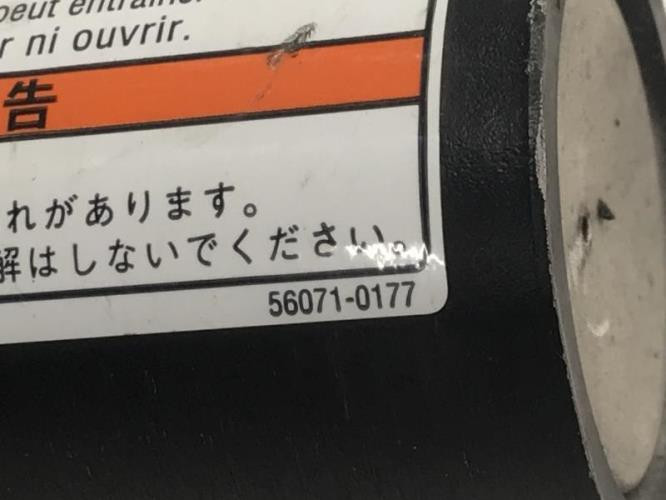 peut entraîner
r ni ouvrir.
告
れがあります。
解はしないでください。
56071-0177